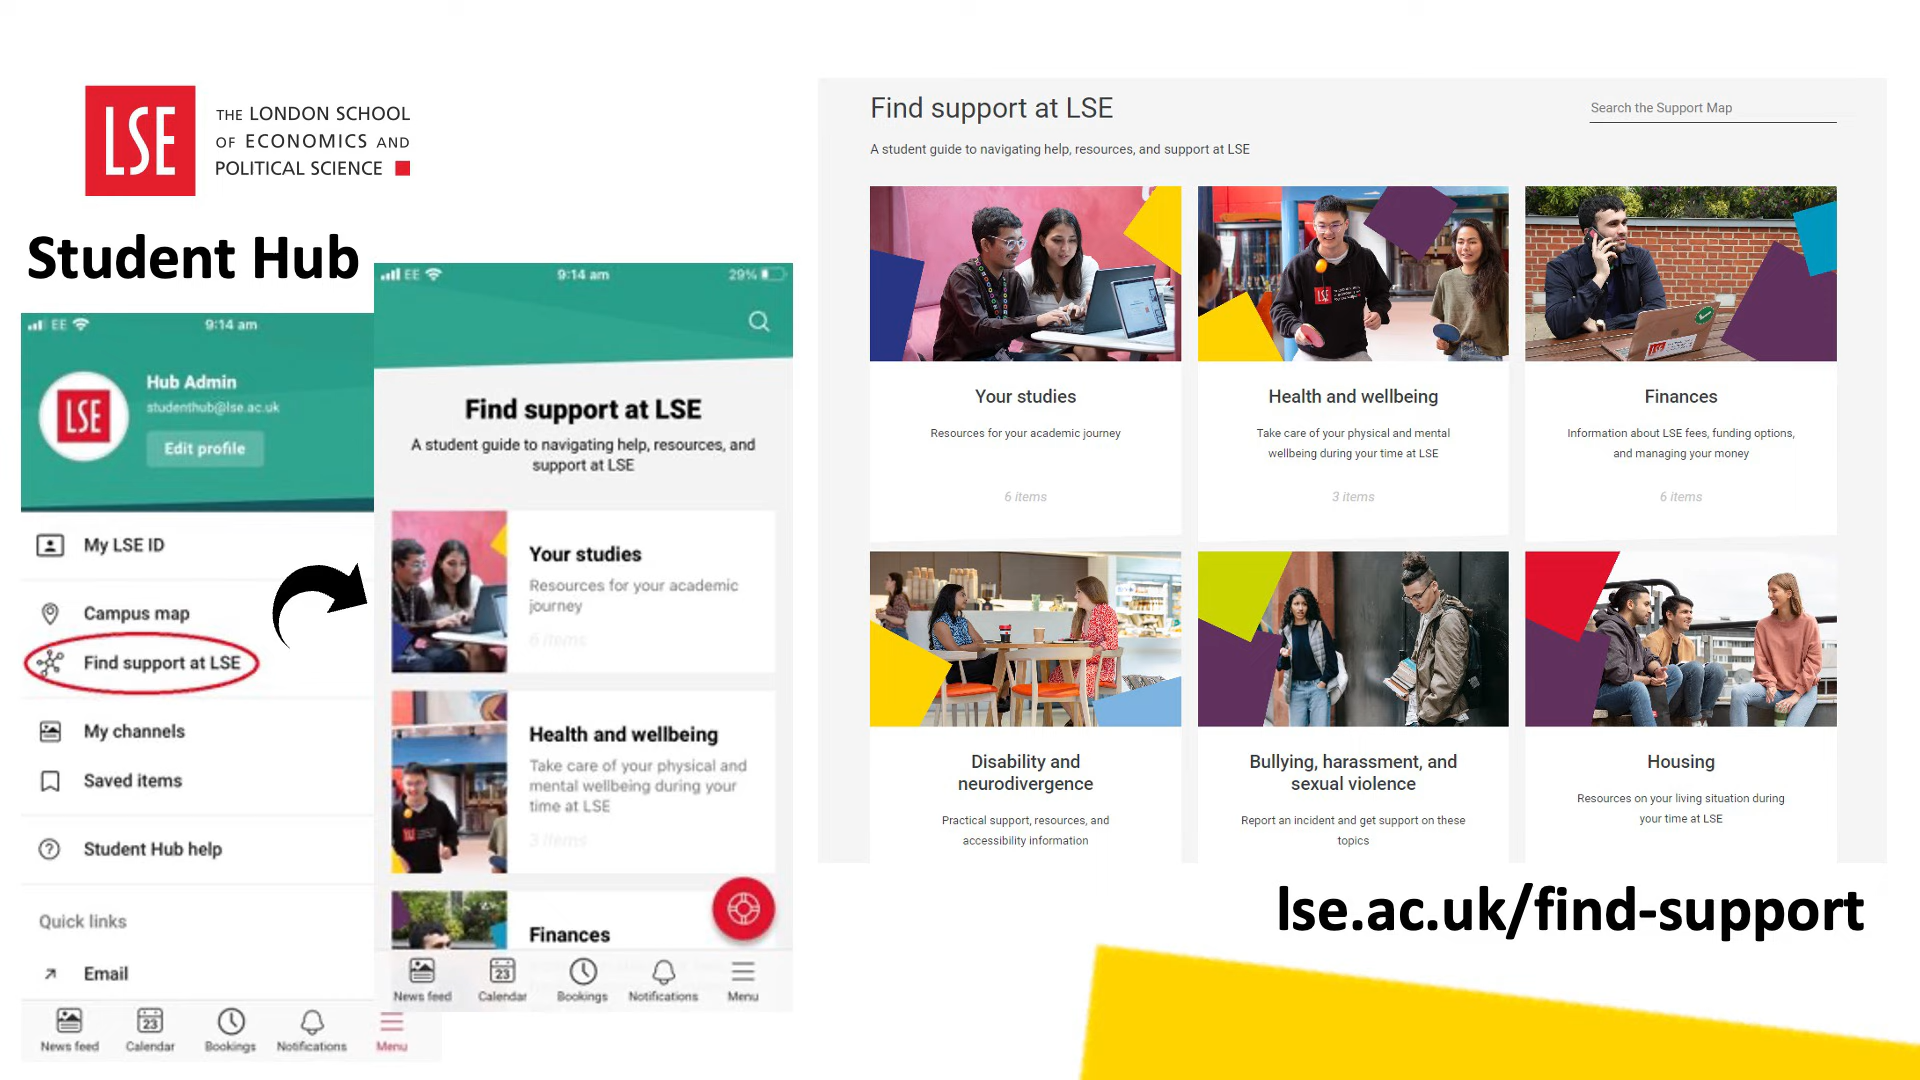 LSE
THE LONDON SCHOOL
OF ECONOMICS AND
POLITICAL SCIENCE
Student Hub
EE
9:14 am
LSE
Hub Admin
studenthub@lse.ac.uk
Edit profile
My LSE ID
Campus map
Find support at LSE
My channels
Saved items
Student Hub help
Quick links
Email
News feed
23
Calendar
Bookings
Notifications
Menu
EE
9:14 am
29%
Find support at LSE
A student guide to navigating help, resources, and
support at LSE
Your studies
Resources for your academic
journey
6 items
Health and wellbeing
Take care of your physical and
mental wellbeing during your
time at LSE
3 items
Finances
News feed
23
Calendar
Bookings
Notifications
Menu
Find support at LSE
Search the Support Map
A student guide to navigating help, resources, and support at LSE
Your studies
Resources for your academic journey
6 items
LSE
Health and wellbeing
Take care of your physical and mental
wellbeing during your time at LSE
3 items
Finances
Information about LSE fees, funding options,
and managing your money
6 items
Disability and
neurodivergence
Practical support, resources, and
accessibility information
Bullying, harassment, and
sexual violence
Report an incident and get support on these
topics
Housing
Resources on your living situation during
your time at LSE
lse.ac.uk/find-support